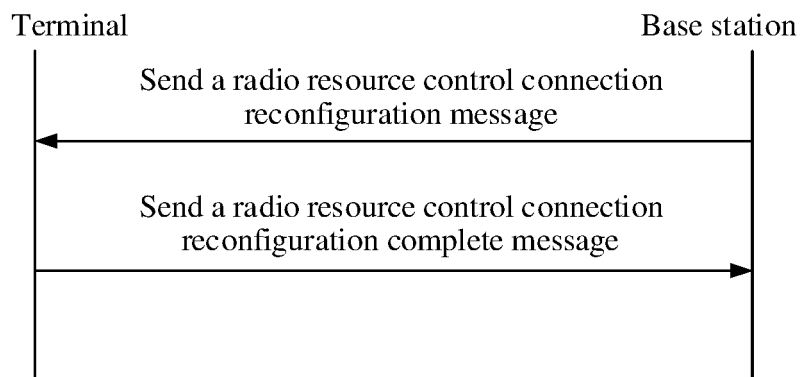 Terminal
Base station
Send a radio resource control connection
reconfiguration message
Send a radio resource control connection
reconfiguration complete message